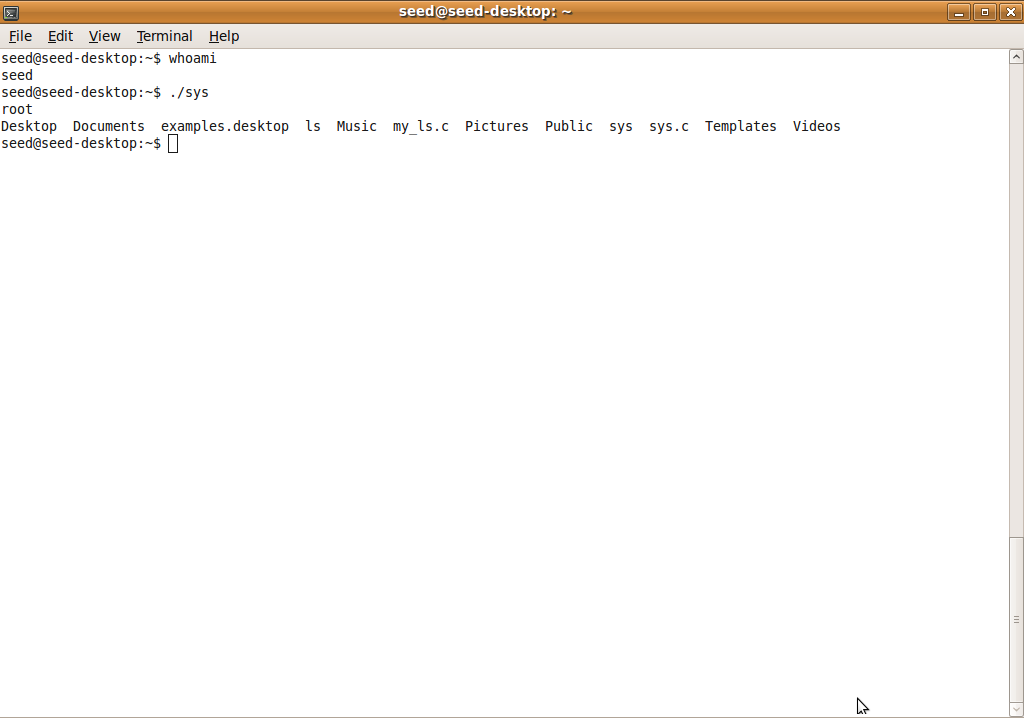 seed@seed-desktop: ~
File Edit View Terminal Help
seed@seed-desktop:~$ whoami
seed
seed@seed-desktop:~$ ./sys
root
Desktop  Documents  examples.desktop  ls  Music  my_ls.c  Pictures  Public  sys  sys.c  Templates  Videos
seed@seed-desktop:~$